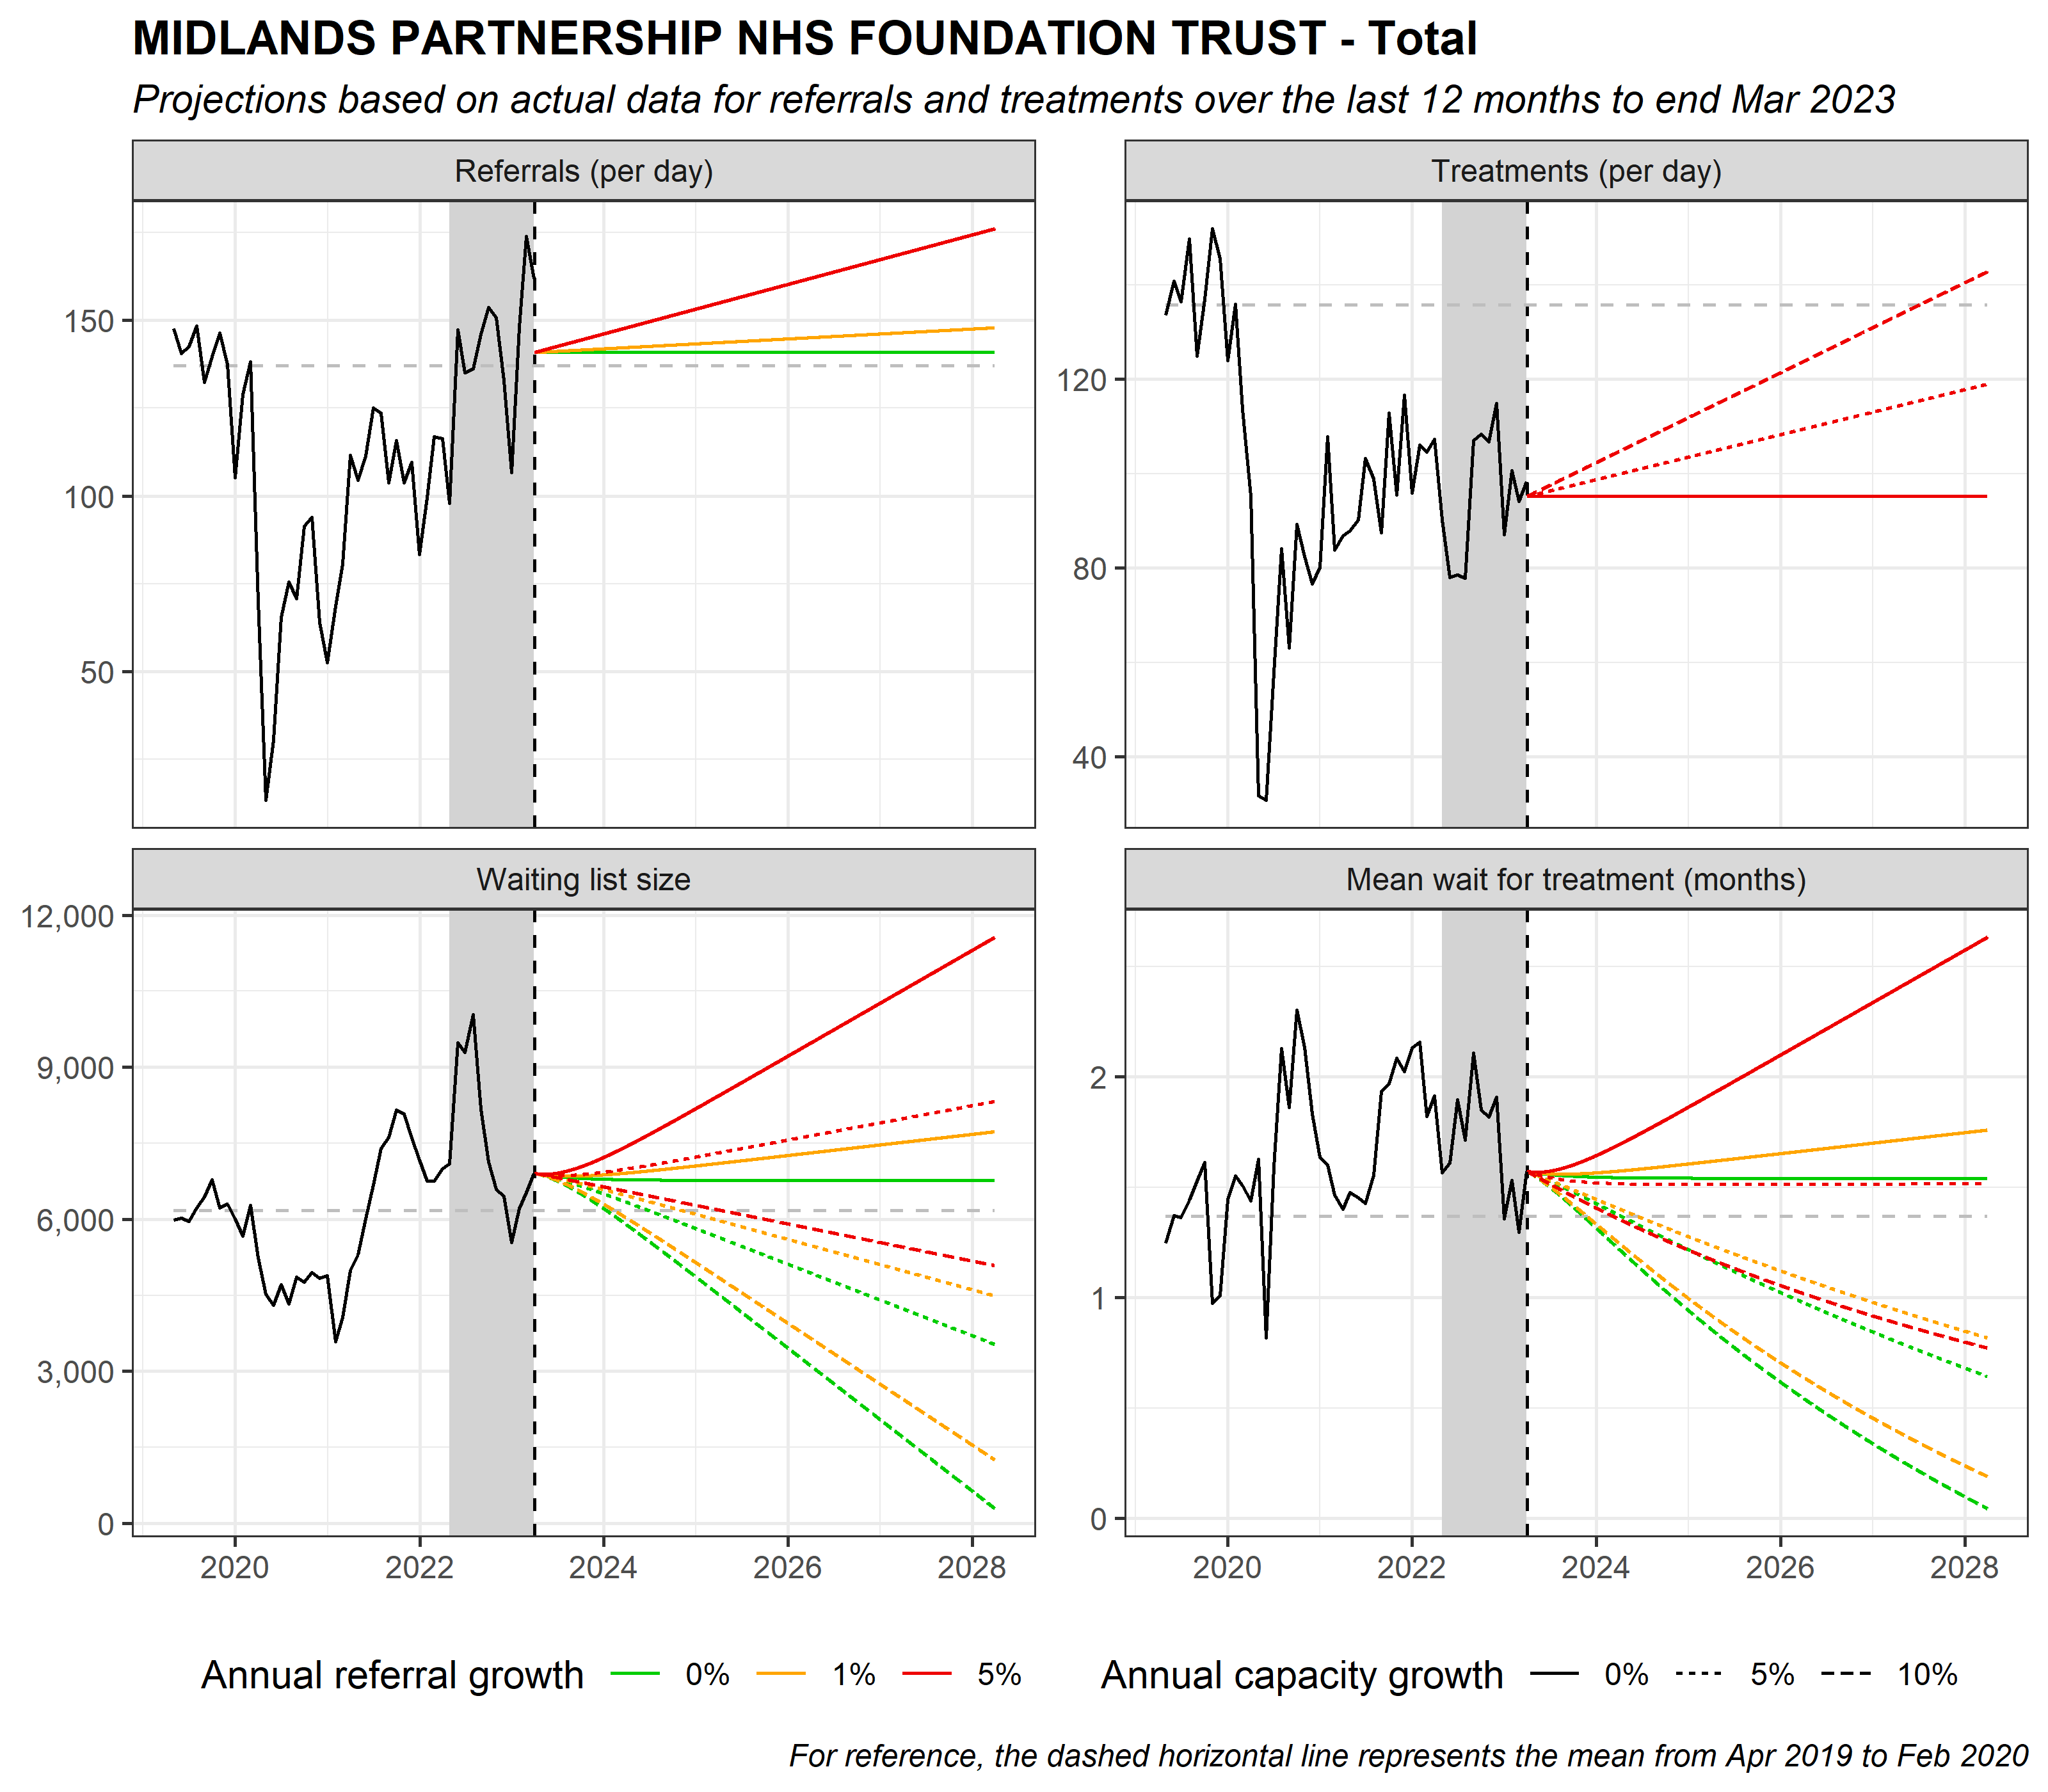 MIDLANDS PARTNERSHIP NHS FOUNDATION TRUST - Total
Projections based on actual data for referrals and treatments over the last 12 months to end Mar 2023
Referrals (per day)
150
100
50
Treatments (per day)
120
80
40
Waiting list size
12,000
9,000
6,000
3,000
0
2020 2022 2024 2026 2028
Mean wait for treatment (months)
2
1
0
2020 2022 2024 2026 2028
Annual referral growth 0% 1% 5%
Annual capacity growth 0% 5% 10%
For reference, the dashed horizontal line represents the mean from Apr 2019 to Feb 2020